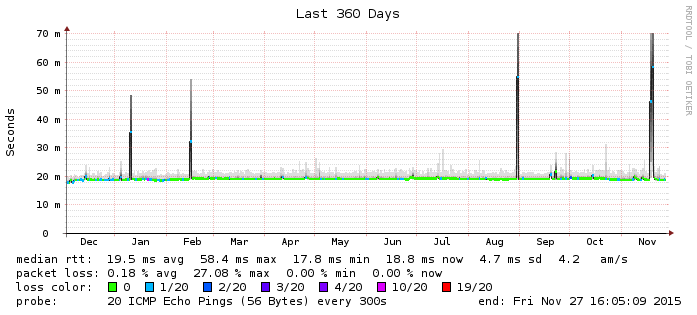 Last 360 Days
RRDTOOL / TOBI OETIKER
Seconds
70 m
60 m
50 m
40 m
30 m
20 m
10 m
0
Dec Jan Feb Mar Apr May Jun Jul Aug Sep Oct Nov
median rtt: 19.5 ms avg 58.4 ms max 17.8 ms min 18.8 ms now 4.7 ms sd 4.2 am/s
packet loss: 0.18 % avg 27.08 % max 0.00 % min 0.00 % now
loss color: 0 1/20 2/20 3/20 4/20 10/20 19/20
probe: 20 ICMP Echo Pings (56 Bytes) every 300s end: Fri Nov 27 16:05:09 2015